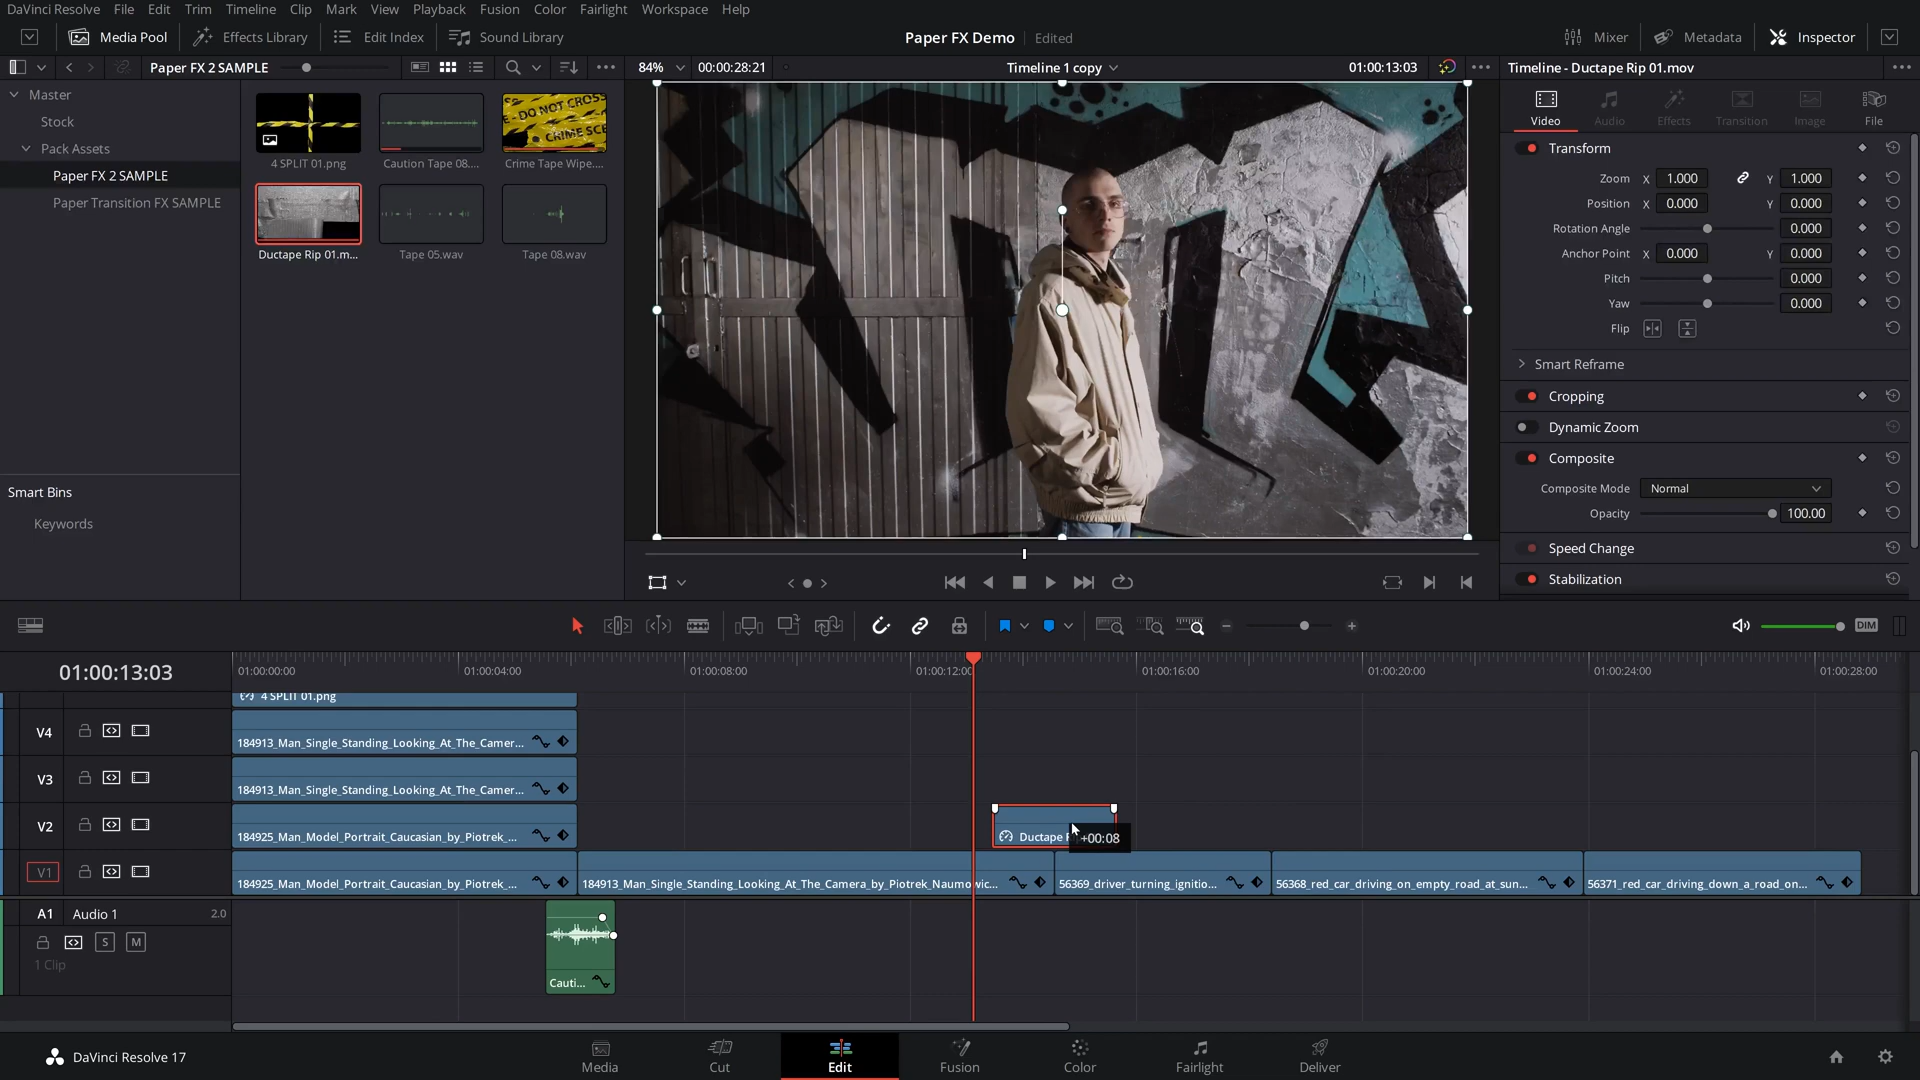 DaVinci Resolve File Edit Trim Timeline Clip Mark View Playback Fusion Color Fairlight Workspace Help
Media Pool Effects Library Edit Index Sound Library Paper FX Demo Edited Mixer Metadata Inspector
Paper FX 2 SAMPLE 84% 00:00:28:21 Timeline 1 copy 01:00:13:03 Timeline - Ductape Rip 01.mov
Master
Stock
Pack Assets
Paper FX 2 SAMPLE
Paper Transition FX SAMPLE
4 SPLIT 01.png Caution Tape 08.... Crime Tape Wipe....
Ductape Rip 01.m... Tape 05.wav Tape 08.wav
Smart Bins
Keywords
Video Audio Effects Transition Image File
Transform
Zoom X 1.000 Y 1.000
Position X 0.000 Y 0.000
Rotation Angle 0.000
Anchor Point X 0.000 Y 0.000
Pitch 0.000
Yaw 0.000
Flip
Smart Reframe
Cropping
Dynamic Zoom
Composite
Composite Mode Normal
Opacity 100.00
Speed Change
Stabilization
DIM
01:00:13:03 01:00:00:00 01:00:04:00 01:00:08:00 01:00:12:00 01:00:16:00 01:00:20:00 01:00:24:00 01:00:28:00
4 SPLIT 01.png
V4 184913_Man_Single_Standing_Looking_At_The_Camer...
V3 184913_Man_Single_Standing_Looking_At_The_Camer...
V2 184925_Man_Model_Portrait_Caucasian_by_Piotrek_... Ductape +00:08
V1 184925_Man_Model_Portrait_Caucasian_by_Piotrek_... 184913_Man_Single_Standing_Looking_At_The_Camera_by_Piotrek_Naumowic... 56369_driver_turning_ignitio... 56368_red_car_driving_on_empty_road_at_sun... 56371_red_car_driving_down_a_road_on...
A1 Audio 1 2.0
S M
1 Clip
Cauti...
DaVinci Resolve 17 Media Cut Edit Fusion Color Fairlight Deliver